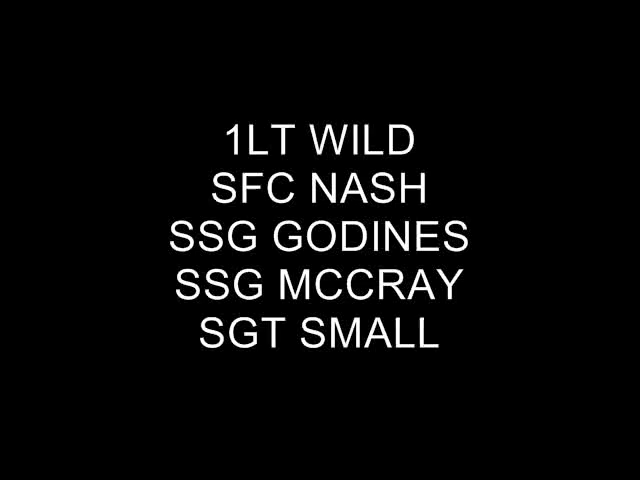 1LT WILD
SFC NASH
SSG GODINES
SSG MCCRAY
SGT SMALL